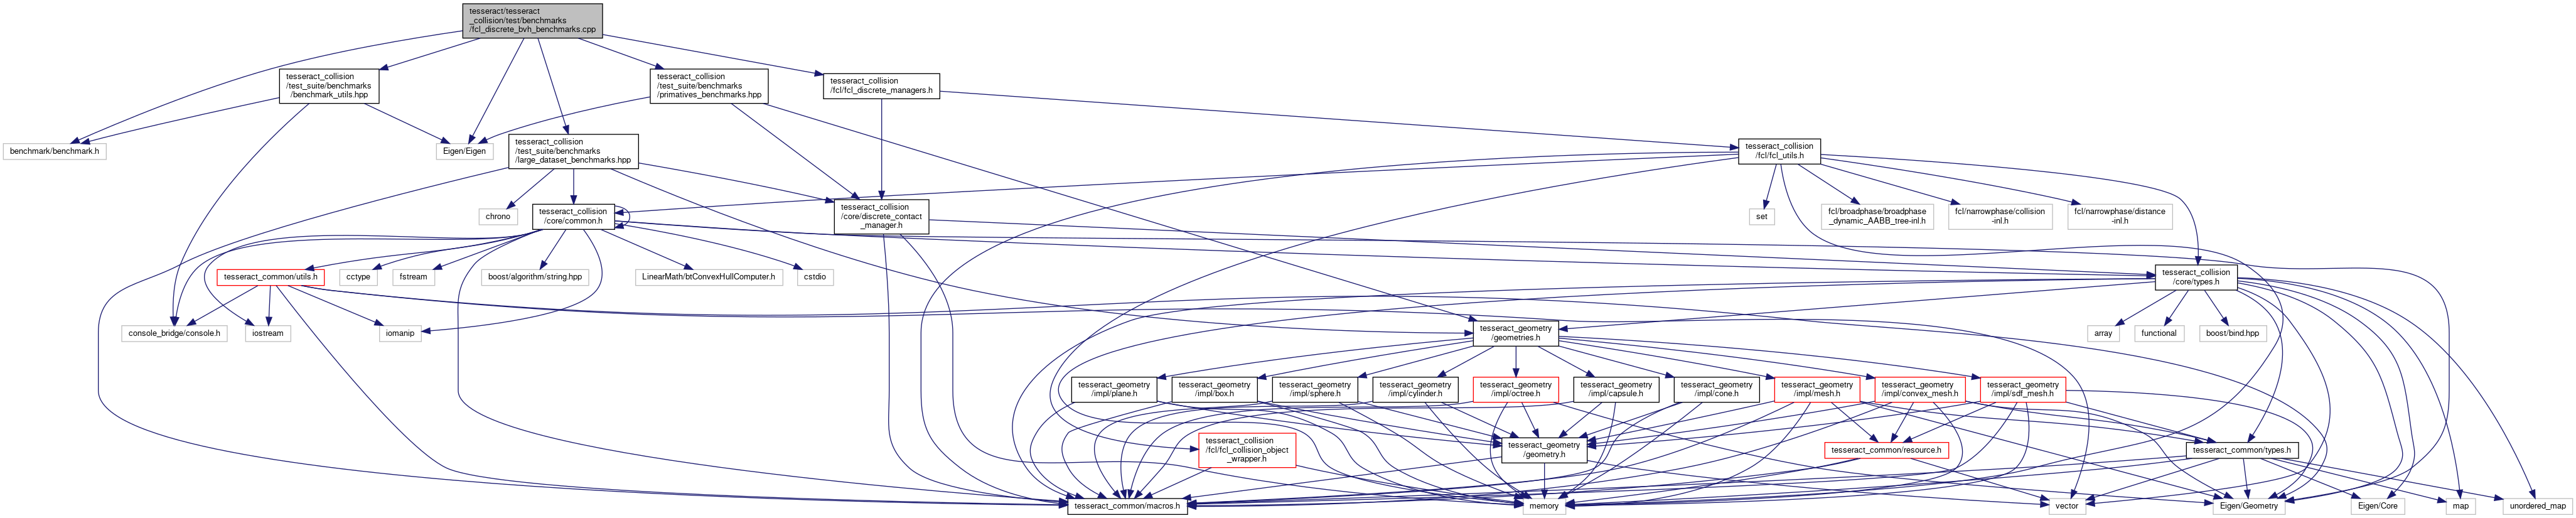 tesseract/tesseract
_collision/test/benchmarks
/fcl_discrete_bvh_benchmarks.cpp
tesseract_collision
/test_suite/benchmarks
/benchmark_utils.hpp
tesseract_collision
/test_suite/benchmarks
/primatives_benchmarks.hpp
tesseract_collision
/fcl/fcl_discrete_managers.h
benchmark/benchmark.h
Eigen/Eigen
tesseract_collision
/test_suite/benchmarks
/large_dataset_benchmarks.hpp
tesseract_collision
/fcl/fcl_utils.h
chrono
tesseract_collision
/core/common.h
tesseract_collision
/core/discrete_contact
_manager.h
set
fcl/broadphase/broadphase
_dynamic_AABB_tree-inl.h
fcl/narrowphase/collision
-inl.h
fcl/narrowphase/distance
-inl.h
tesseract_common/utils.h
cctype
fstream
boost/algorithm/string.hpp
LinearMath/btConvexHullComputer.h
cstdio
tesseract_collision
/core/types.h
console_bridge/console.h
iostream
iomanip
tesseract_geometry
/geometries.h
array
functional
boost/bind.hpp
tesseract_geometry
/impl/plane.h
tesseract_geometry
/impl/box.h
tesseract_geometry
/impl/sphere.h
tesseract_geometry
/impl/cylinder.h
tesseract_geometry
/impl/octree.h
tesseract_geometry
/impl/capsule.h
tesseract_geometry
/impl/cone.h
tesseract_geometry
/impl/mesh.h
tesseract_geometry
/impl/convex_mesh.h
tesseract_geometry
/impl/sdf_mesh.h
tesseract_collision
/fcl/fcl_collision_object
_wrapper.h
tesseract_geometry
/geometry.h
tesseract_common/resource.h
tesseract_common/types.h
tesseract_common/macros.h
memory
vector
Eigen/Geometry
Eigen/Core
map
unordered_map